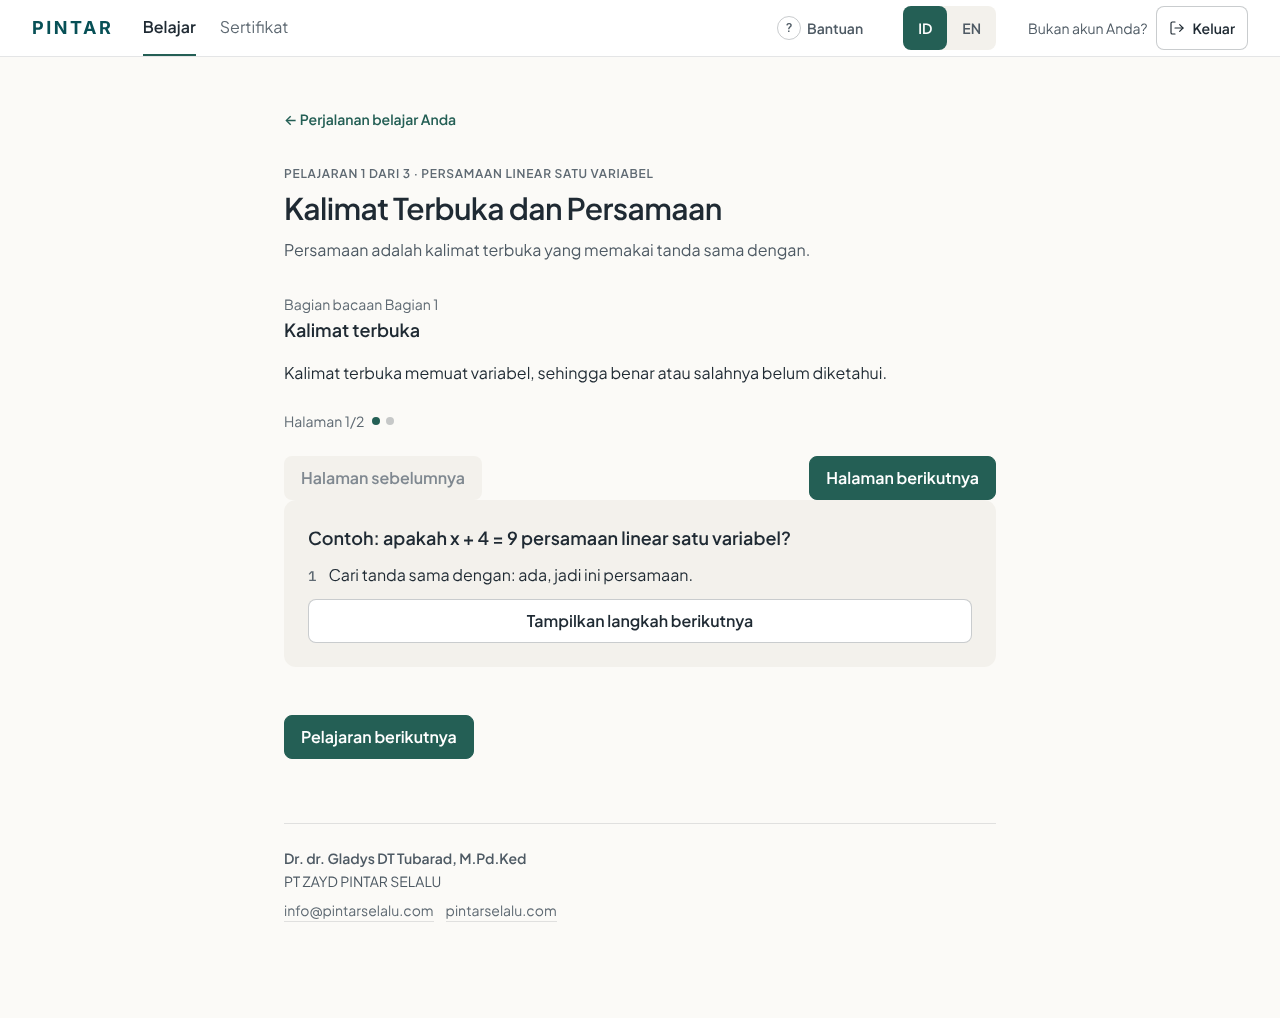 PINTAR
Belajar
Sertifikat
? Bantuan
ID
EN
Bukan akun Anda?
Keluar
← Perjalanan belajar Anda
PELAJARAN 1 DARI 3 · PERSAMAAN LINEAR SATU VARIABEL
Kalimat Terbuka dan Persamaan
Persamaan adalah kalimat terbuka yang memakai tanda sama dengan.
Bagian bacaan Bagian 1
Kalimat terbuka
Kalimat terbuka memuat variabel, sehingga benar atau salahnya belum diketahui.
Halaman 1/2
Halaman sebelumnya
Halaman berikutnya
Contoh: apakah x + 4 = 9 persamaan linear satu variabel?
1 Cari tanda sama dengan: ada, jadi ini persamaan.
Tampilkan langkah berikutnya
Pelajaran berikutnya
Dr. dr. Gladys DT Tubarad, M.Pd.Ked
PT ZAYD PINTAR SELALU
info@pintarselalu.com pintarselalu.com